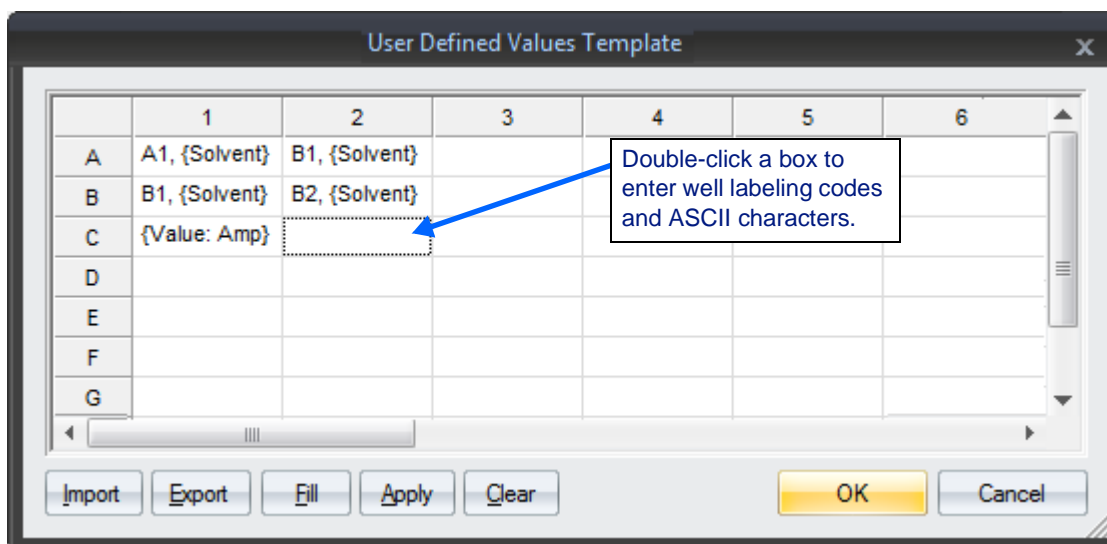 User Defined Values Template x
1 2 3 4 5 6
A A1, {Solvent} B1, {Solvent}
B B1, {Solvent} B2, {Solvent}
C {Value: Amp}
D
E
F
G
Double-click a box to
enter well labeling codes
and ASCII characters.
Import Export Fill Apply Clear OK Cancel